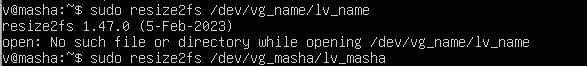 v@masha:~$ sudo resize2fs /dev/vg_name/lv_name
resize2fs 1.47.0 (5-Feb-2023)
open: No such file or directory while opening /dev/vg_name/lv_name
v@masha:~$ sudo resize2fs /dev/vg_masha/lv_masha